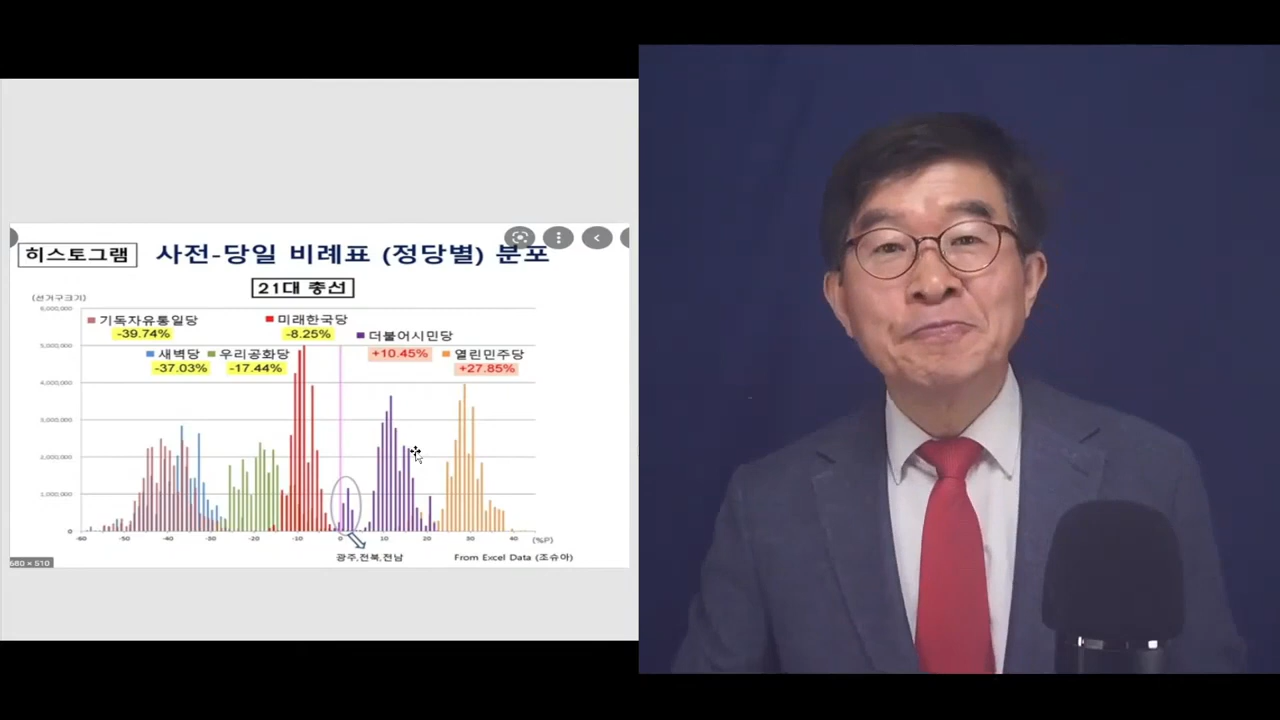 히스토그램
사전-당일 비례표 (정당별) 분포
21대 총선
(선거구크기)
6,000,000
기독자유통일당
-39.74%
미래한국당
-8.25%
더불어시민당
+10.45%
5,000,000
새벽당
-37.03%
우리공화당
-17.44%
열린민주당
+27.85%
4,000,000
3,000,000
2,000,000
1,000,000
0
-60 -50 -40 -30 -20 -10 0 10 20 30 40 (%P)
광주,전북,전남
From Excel Data (조슈아)
680 × 510